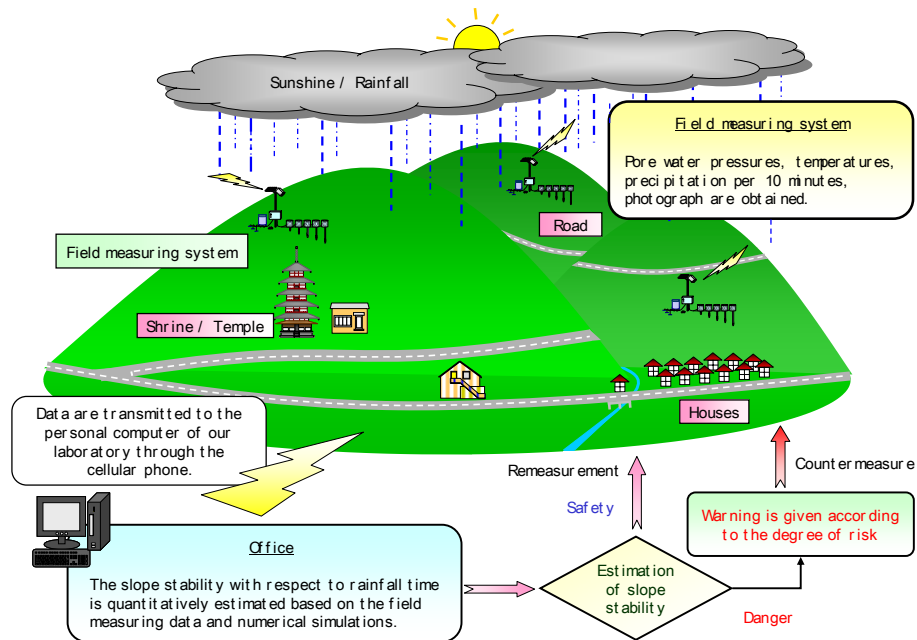 Sunshine / Rainfall
Field measuring system
Pore water pressures, temperatures,
precipitation per 10 minutes,
photograph are obtained.
Road
Field measuring system
Shrine / Temple
Houses
Data are transmitted to the
personal computer of our
laboratory through the
cellular phone.
Remeasurement
Countermeasure
Safety
Warning is given according
to the degree of risk
Office
The slope stability with respect to rainfall time
is quantitatively estimated based on the field
measuring data and numerical simulations.
Estimation
of slope
stability
Danger